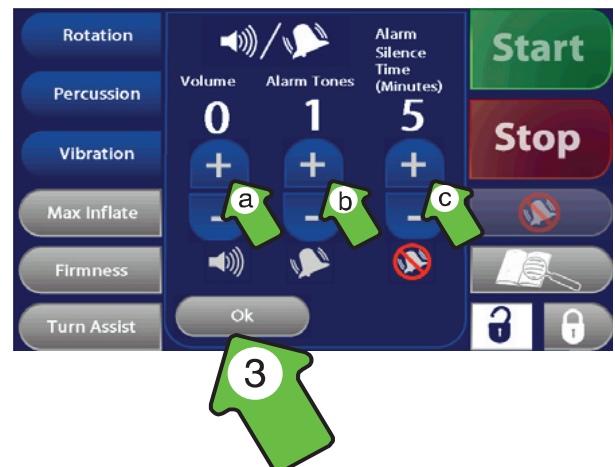 Rotation
Percussion
Vibration
Max Inflate
Firmness
Turn Assist
Volume
0
+
a
-
Alarm Tones
1
+
b
-
Alarm
Silence
Time
(Minutes)
5
+
c
-
Ok
3
Start
Stop